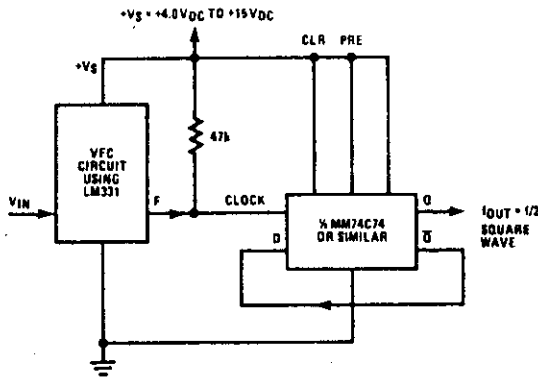 +VS = +4.0VDC TO +15VDC
CLR PRE
+VS
47k
VFC
CIRCUIT
USING
LM331
VIN
F
CLOCK
Q
½ MM74C74
OR SIMILAR
fOUT = f/2
SQUARE
WAVE
D
Q̅